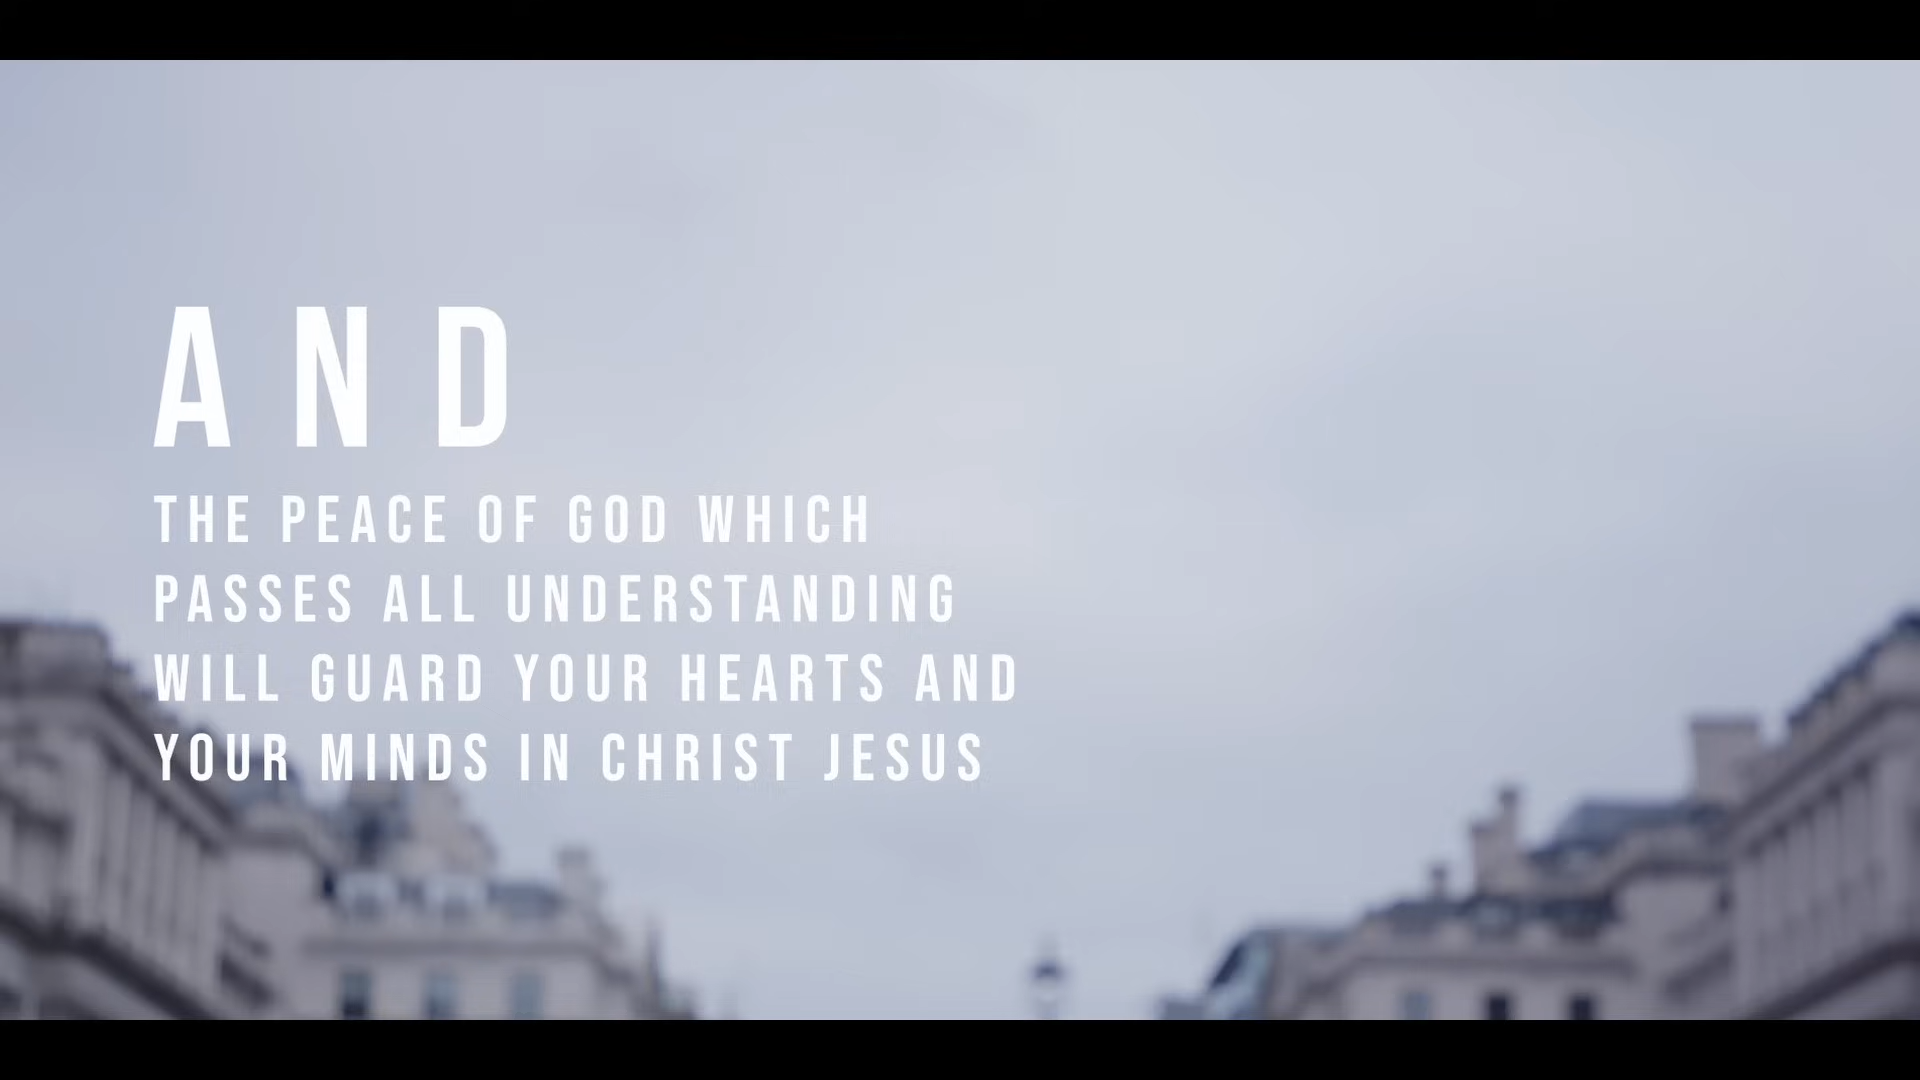 AND
THE PEACE OF GOD WHICH
PASSES ALL UNDERSTANDING
WILL GUARD YOUR HEARTS AND
YOUR MINDS IN CHRIST JESUS